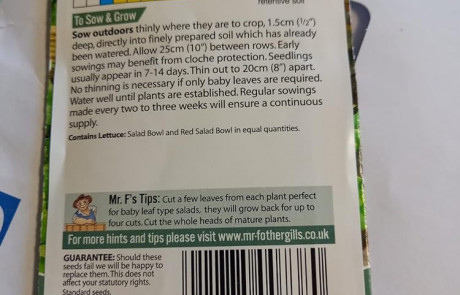 retentive soil
To Sow & Grow
Sow outdoors thinly where they are to crop, 1.5cm (1/2")
deep, directly into finely prepared soil which has already
been watered. Allow 25cm (10") between rows. Early
sowings may benefit from cloche protection. Seedlings
usually appear in 7-14 days. Thin out to 20cm (8") apart.
No thinning is necessary if only baby leaves are required.
Water well until plants are established. Regular sowings
made every two to three weeks will ensure a continuous
supply.
Contains Lettuce: Salad Bowl and Red Salad Bowl in equal quantities.
Mr. F's Tips: Cut a few leaves from each plant perfect
for baby leaf type salads, they will grow back for up to
four cuts. Cut the whole heads of mature plants.
For more hints and tips please visit www.mr-fothergills.co.uk
GUARANTEE: Should these
seeds fail we will be happy to
replace them. This does not
affect your statutory rights.
Standard seeds.